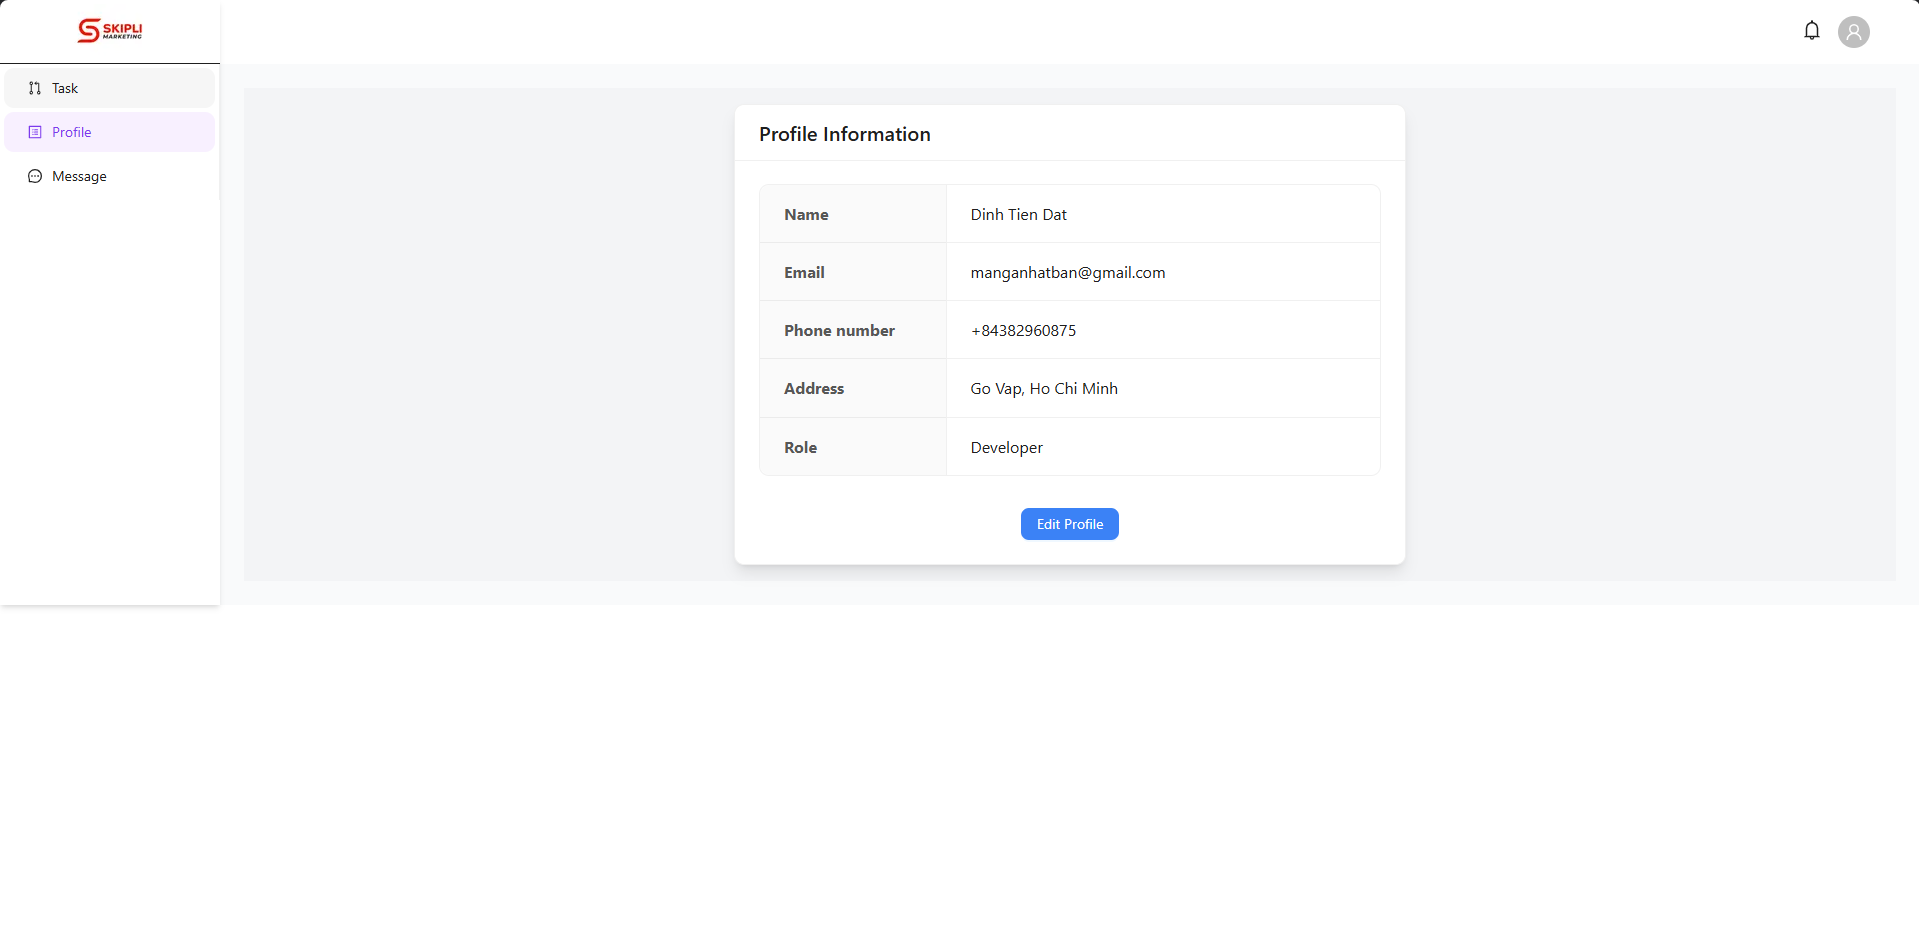 SKIPLI
MARKETING
Task
Profile
Message
Profile Information
Name Dinh Tien Dat
Email manganhatban@gmail.com
Phone number +84382960875
Address Go Vap, Ho Chi Minh
Role Developer
Edit Profile